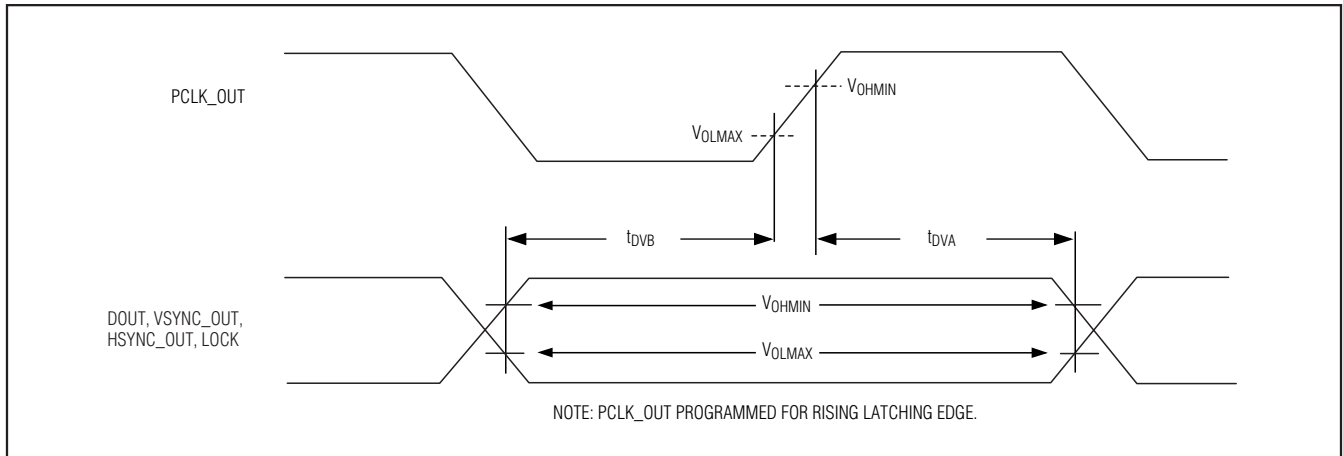 PCLK_OUT
VOHMIN
VOLMAX
tDVB
tDVA
DOUT, VSYNC_OUT,
HSYNC_OUT, LOCK
VOHMIN
VOLMAX
NOTE: PCLK_OUT PROGRAMMED FOR RISING LATCHING EDGE.